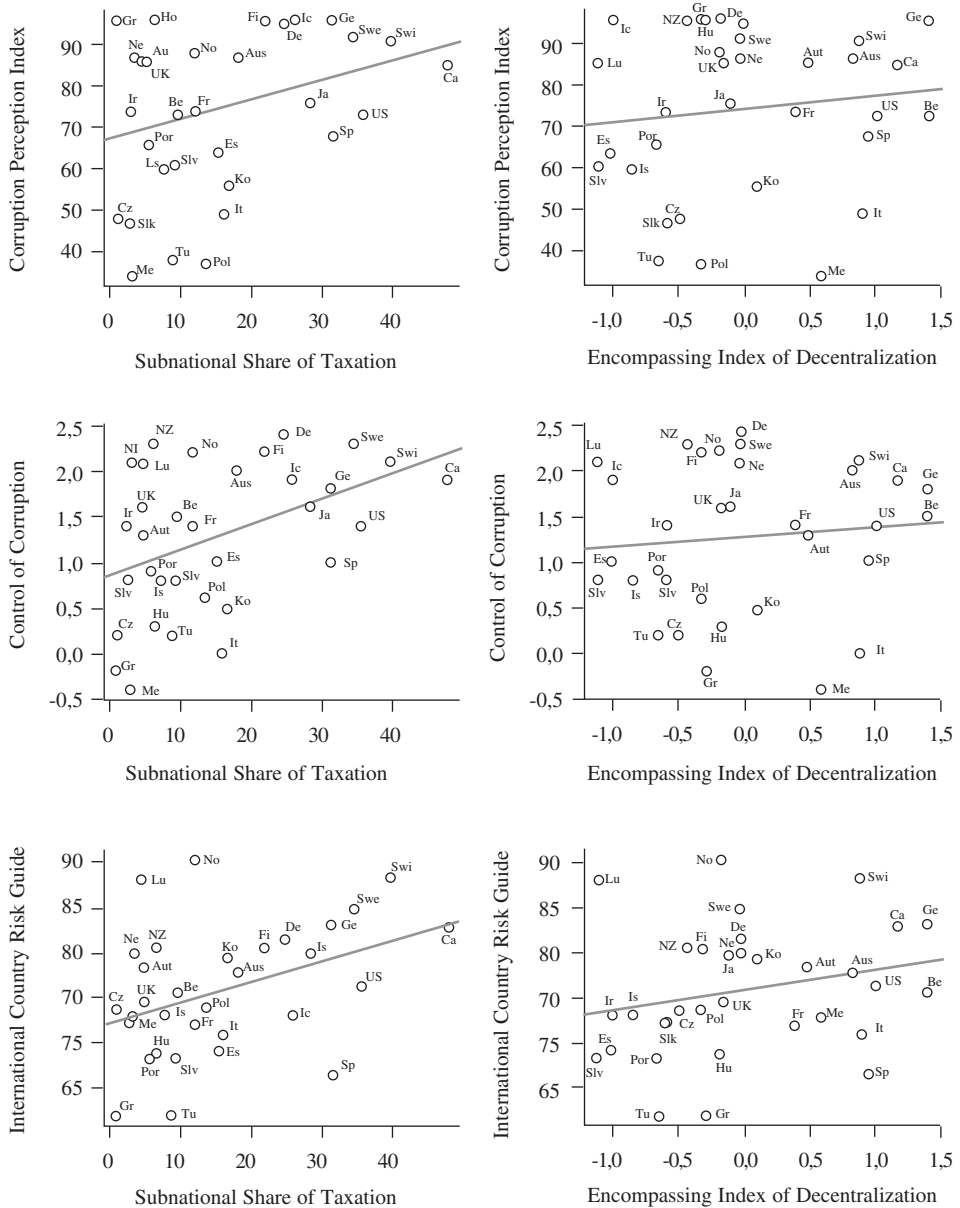 Corruption Perception Index
90
80
70
60
50
40
Gr Ho Fi Ic De Ge Swe Swi Ca
Ne Au UK No Aus
Ir Be Fr Ja US Sp
Por Ls Slv Es Ko
Cz Slk It
Me Tu Pol
0 10 20 30 40
Subnational Share of Taxation
Corruption Perception Index
90
80
70
60
50
40
Ic NZ Gr Hu De Ge
Lu No UK Swe Ne Aut Swi Aus Ca
Ir Ja Fr US Be
Es Por Sp
Slv Is Ko
Slk Cz It
Tu Pol Me
-1,0 -0,5 0,0 0,5 1,0 1,5
Encompassing Index of Decentralization
Control of Corruption
2,5
2,0
1,5
1,0
0,5
0,0
-0,5
NI NZ Lu No Fi De Swe Swi Ca
Aus Ic Ge
UK Be Ja
Ir Aut Fr US
Por Es Sp
Slv Is Slv Pol Ko
Cz Hu Tu It
Gr Me
0 10 20 30 40
Subnational Share of Taxation
Control of Corruption
2,5
2,0
1,5
1,0
0,5
0,0
-0,5
Lu NZ No De Swe
Ic Fi Ne Swi Aus Ca Ge
UK Ja Be
Ir Fr Aut US
Es Por Sp
Slv Is Slv Pol Ko
Tu Cz Hu It
Gr Me
-1,0 -0,5 0,0 0,5 1,0 1,5
Encompassing Index of Decentralization
International Country Risk Guide
90
85
80
70
75
65
Lu No Swi
Swe
Ne NZ Fi De Ge Ca
Aut Ko Aus Is
UK Be US
Cz Me Is Pol Fr Ic
Hu It
Por Slv Es Sp
Gr Tu
0 10 20 30 40
Subnational Share of Taxation
International Country Risk Guide
90
85
80
70
75
65
Lu No Swi
Swe Ca Ge
NZ Fi Ne De
Ja Ko Aut Aus
UK US Be
Ir Is Slk Cz Pol Fr Me
Es It
Slv Por Hu Sp
Tu Gr
-1,0 -0,5 0,0 0,5 1,0 1,5
Encompassing Index of Decentralization